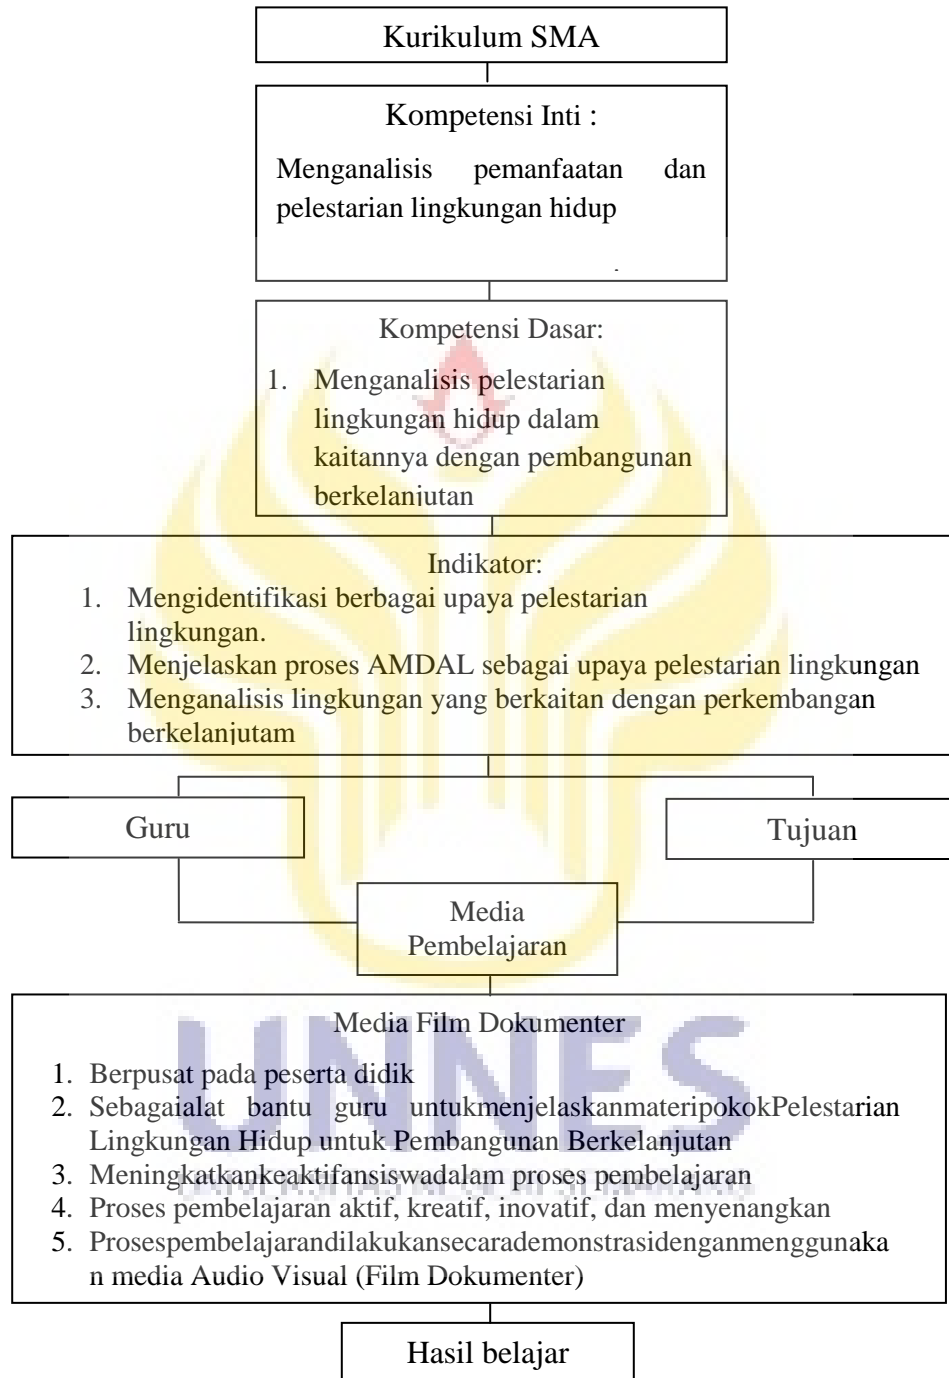 Kurikulum SMA
Kompetensi Inti :
Menganalisis pemanfaatan dan
pelestarian lingkungan hidup
.
Kompetensi Dasar:
1. Menganalisis pelestarian
lingkungan hidup dalam
kaitannya dengan pembangunan
berkelanjutan
Indikator:
1. Mengidentifikasi berbagai upaya pelestarian
lingkungan.
2. Menjelaskan proses AMDAL sebagai upaya pelestarian lingkungan
3. Menganalisis lingkungan yang berkaitan dengan perkembangan
berkelanjutam
Guru
Tujuan
Media
Pembelajaran
Media Film Dokumenter
1. Berpusat pada peserta didik
2. Sebagaialat bantu guru untukmenjelaskanmateripokokPelestarian
Lingkungan Hidup untuk Pembangunan Berkelanjutan
3. Meningkatkankeaktifansiswadalam proses pembelajaran
4. Proses pembelajaran aktif, kreatif, inovatif, dan menyenangkan
5. Prosespembelajarandilakukansecarademonstrasidenganmenggunaka
n media Audio Visual (Film Dokumenter)
UNNES
Hasil belajar